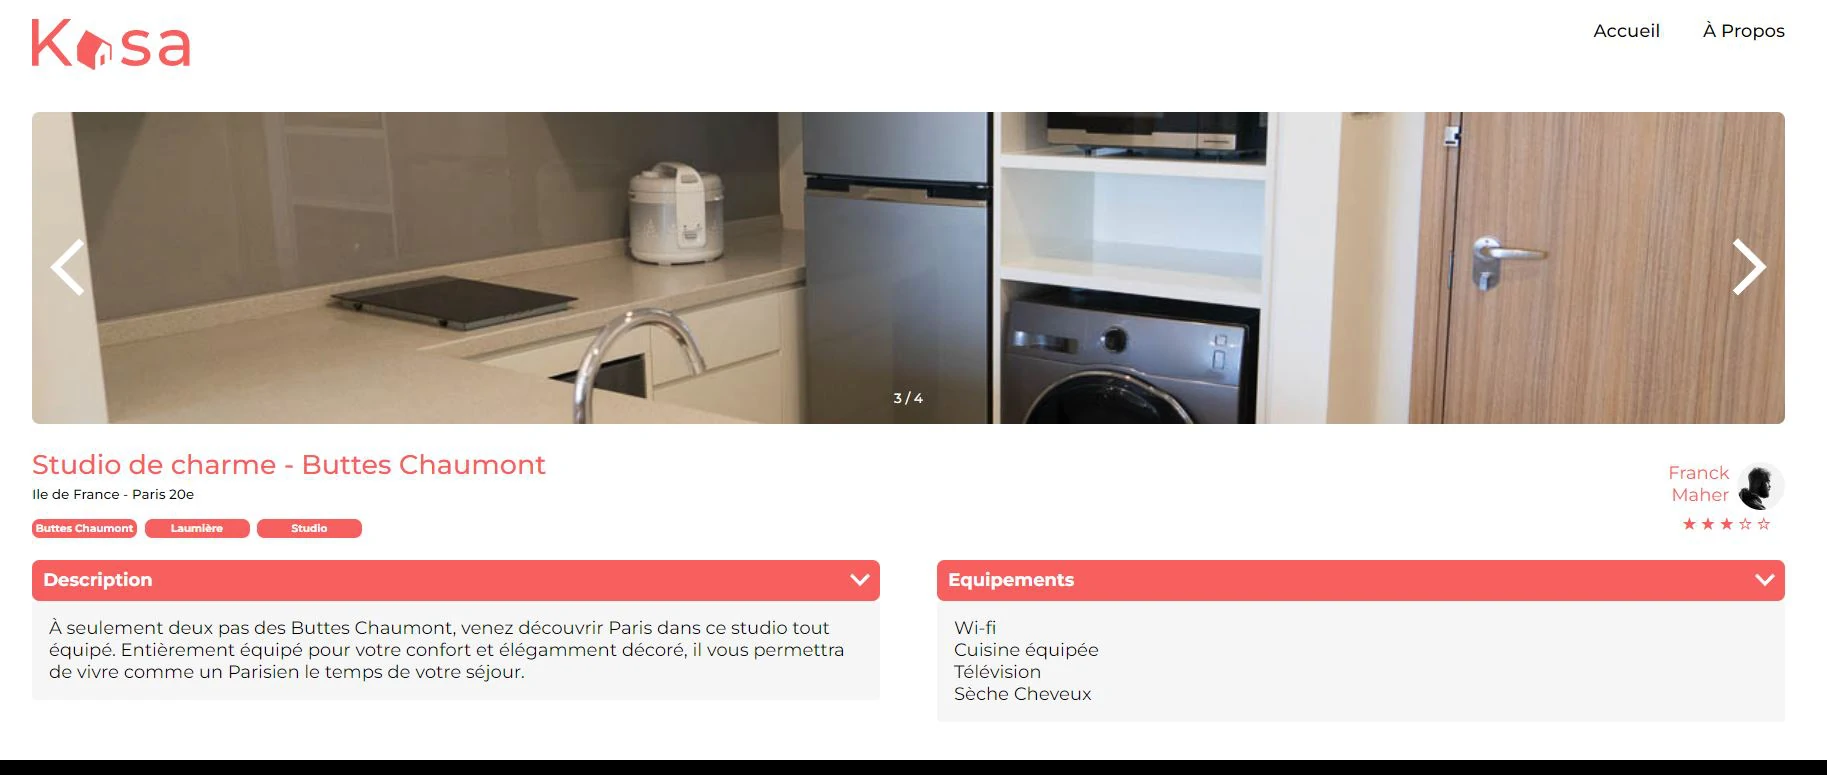 Kasa
Accueil
À Propos
3 / 4
Studio de charme - Buttes Chaumont
Ile de France - Paris 20e
Buttes Chaumont
Laumière
Studio
Franck
Maher
★★★☆☆
Description
À seulement deux pas des Buttes Chaumont, venez découvrir Paris dans ce studio tout
équipé. Entièrement équipé pour votre confort et élégamment décoré, il vous permettra
de vivre comme un Parisien le temps de votre séjour.
Equipements
Wi-fi
Cuisine équipée
Télévision
Sèche Cheveux